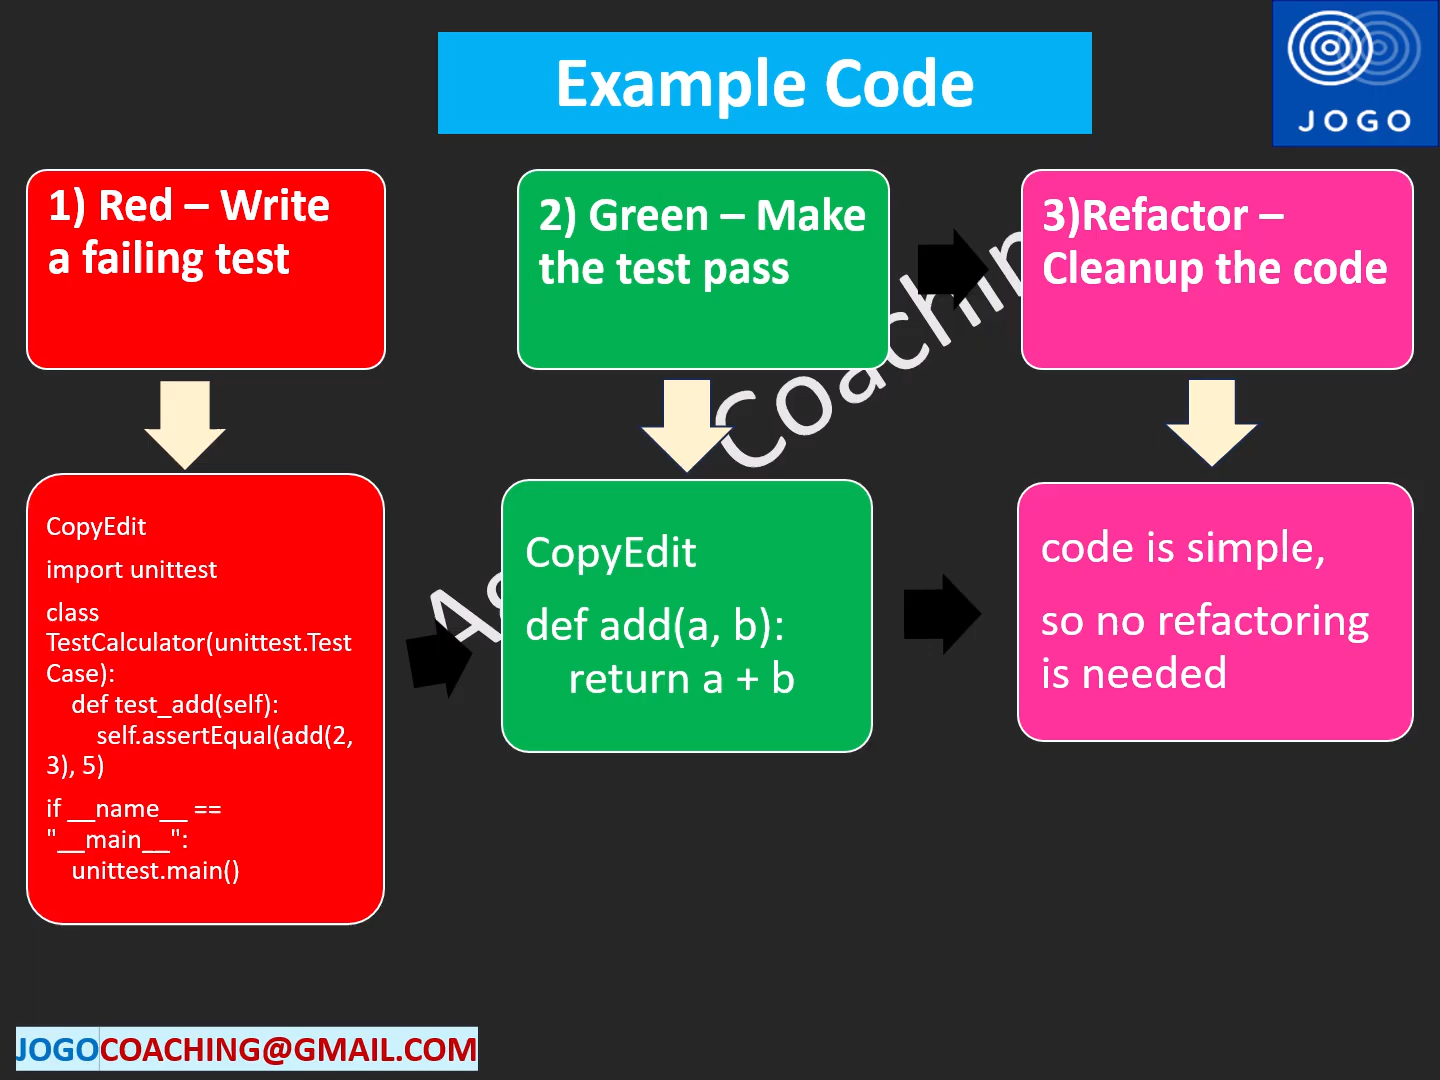 Example Code
JOGO
1) Red – Write
a failing test
2) Green – Make
the test pass
3)Refactor –
Cleanup the code
CopyEdit
import unittest
class
TestCalculator(unittest.Test
Case):
def test_add(self):
self.assertEqual(add(2,
3), 5)
if __name__ ==
"__main__":
unittest.main()
CopyEdit
def add(a, b):
return a + b
code is simple,
so no refactoring
is needed
JOGOCOACHING@GMAIL.COM